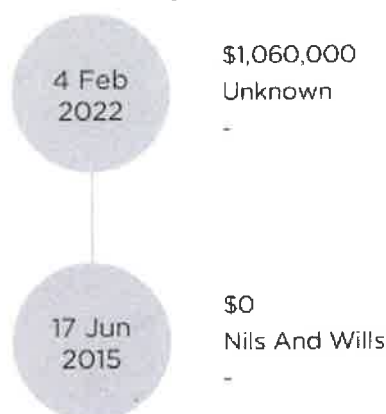 4 Feb
2022
$1,060,000
Unknown
-
17 Jun
2015
$0
Nils And Wills
-